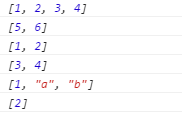 [1, 2, 3, 4]
[5, 6]
[1, 2]
[3, 4]
[1, "a", "b"]
[2]